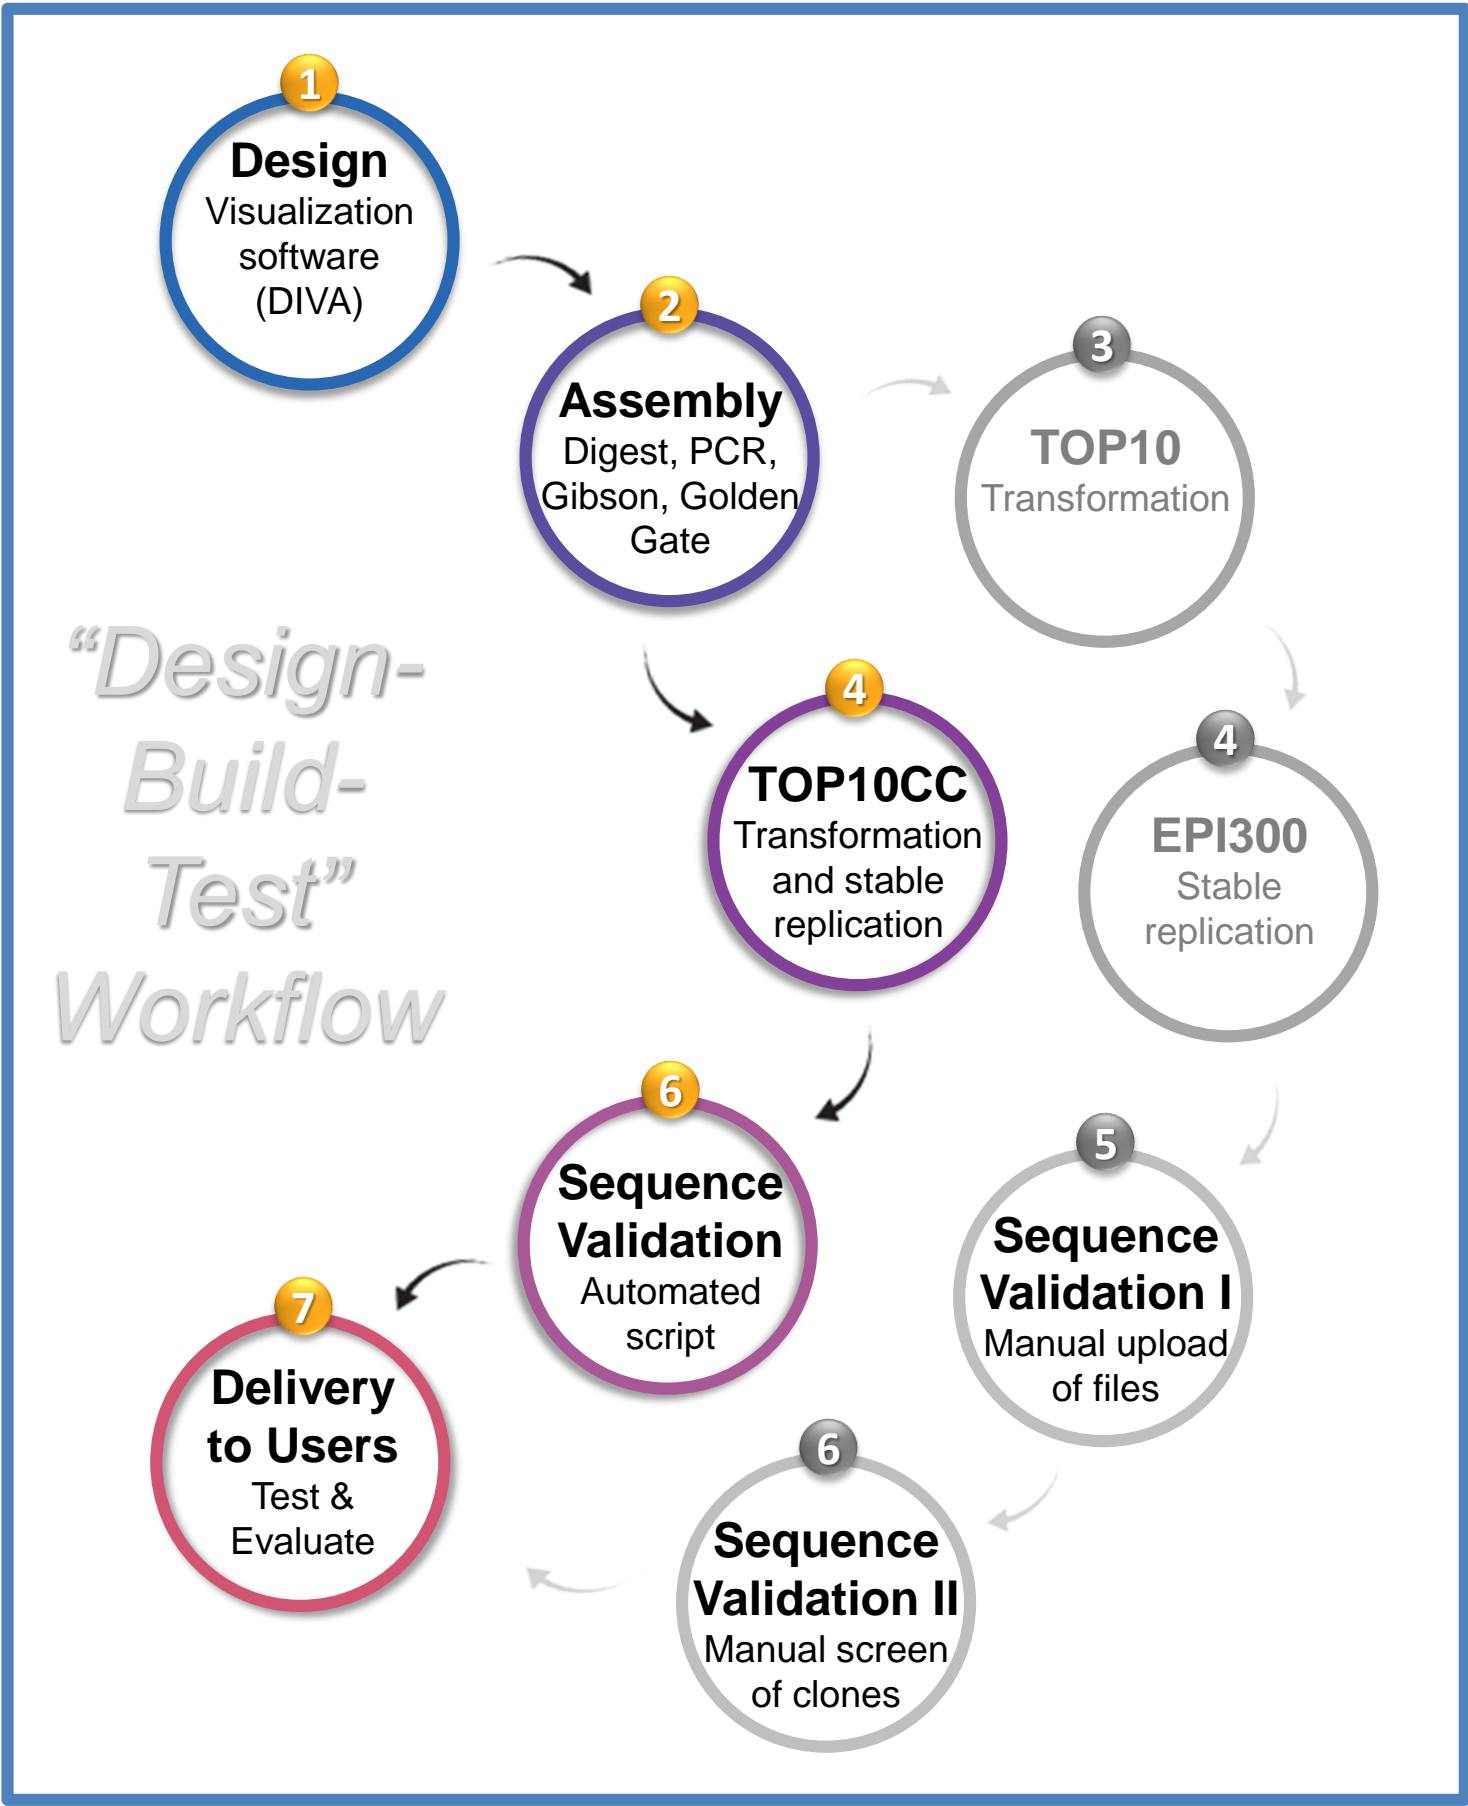 1
Design
Visualization
software
(DIVA)
2
Assembly
Digest, PCR,
Gibson, Golden
Gate
3
TOP10
Transformation
“Design-
Build-
Test”
Workflow
4
TOP10CC
Transformation
and stable
replication
4
EPI300
Stable
replication
6
Sequence
Validation
Automated
script
5
Sequence
Validation I
Manual upload
of files
7
Delivery
to Users
Test &
Evaluate
6
Sequence
Validation II
Manual screen
of clones